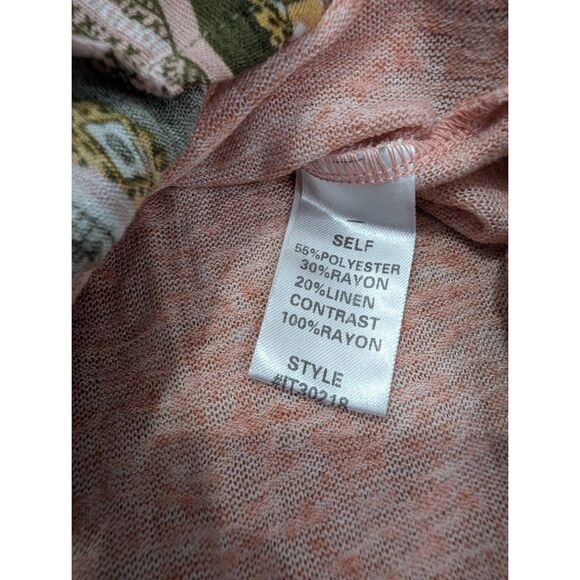 SELF
55%POLYESTER
30%RAYON
20%LINEN
CONTRAST
100%RAYON
STYLE
#IT30218